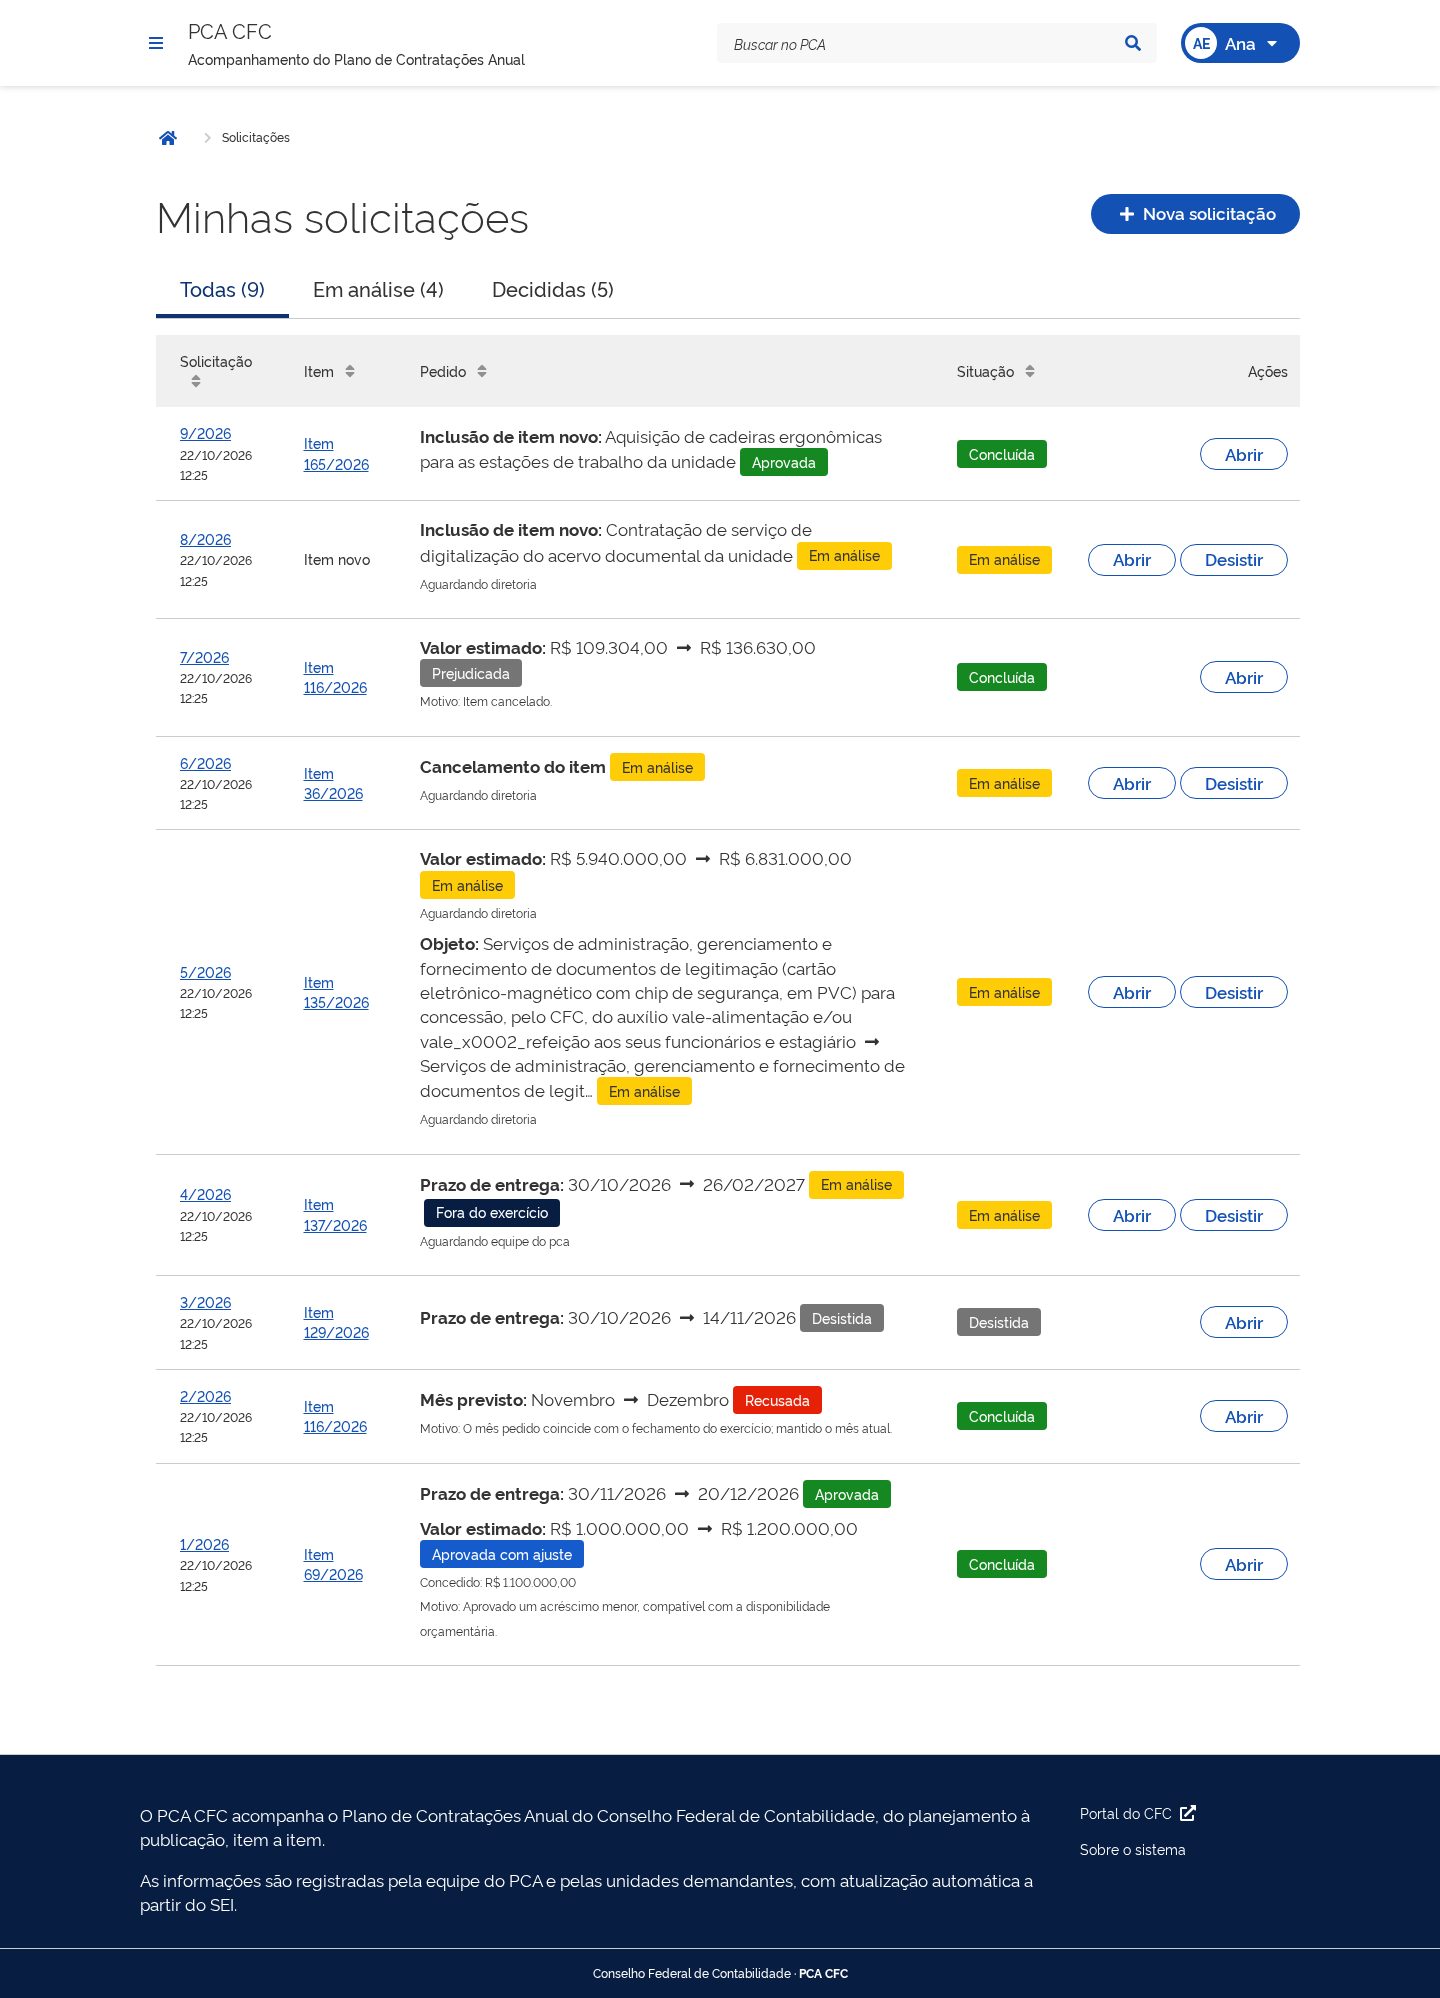 PCA CFC
Acompanhamento do Plano de Contratações Anual
Buscar no PCA
AE Ana
Solicitações
Minhas solicitações
Nova solicitação
Todas (9) Em análise (4) Decididas (5)
Solicitação Item Pedido Situação Ações
9/2026
22/10/2026
12:25
Item
165/2026
Inclusão de item novo: Aquisição de cadeiras ergonômicas
para as estações de trabalho da unidade Aprovada
Concluída
Abrir
8/2026
22/10/2026
12:25
Item novo
Inclusão de item novo: Contratação de serviço de
digitalização do acervo documental da unidade Em análise
Aguardando diretoria
Em análise
Abrir Desistir
7/2026
22/10/2026
12:25
Item
116/2026
Valor estimado: R$ 109.304,00 → R$ 136.630,00
Prejudicada
Motivo: Item cancelado.
Concluída
Abrir
6/2026
22/10/2026
12:25
Item
36/2026
Cancelamento do item Em análise
Aguardando diretoria
Em análise
Abrir Desistir
5/2026
22/10/2026
12:25
Item
135/2026
Valor estimado: R$ 5.940.000,00 → R$ 6.831.000,00
Em análise
Aguardando diretoria
Objeto: Serviços de administração, gerenciamento e
fornecimento de documentos de legitimação (cartão
eletrônico-magnético com chip de segurança, em PVC) para
concessão, pelo CFC, do auxílio vale-alimentação e/ou
vale_x0002_refeição aos seus funcionários e estagiário →
Serviços de administração, gerenciamento e fornecimento de
documentos de legit… Em análise
Aguardando diretoria
Em análise
Abrir Desistir
4/2026
22/10/2026
12:25
Item
137/2026
Prazo de entrega: 30/10/2026 → 26/02/2027 Em análise
Fora do exercício
Aguardando equipe do pca
Em análise
Abrir Desistir
3/2026
22/10/2026
12:25
Item
129/2026
Prazo de entrega: 30/10/2026 → 14/11/2026 Desistida
Desistida
Abrir
2/2026
22/10/2026
12:25
Item
116/2026
Mês previsto: Novembro → Dezembro Recusada
Motivo: O mês pedido coincide com o fechamento do exercício; mantido o mês atual.
Concluída
Abrir
1/2026
22/10/2026
12:25
Item
69/2026
Prazo de entrega: 30/11/2026 → 20/12/2026 Aprovada
Valor estimado: R$ 1.000.000,00 → R$ 1.200.000,00
Aprovada com ajuste
Concedido: R$ 1.100.000,00
Motivo: Aprovado um acréscimo menor, compatível com a disponibilidade
orçamentária.
Concluída
Abrir
O PCA CFC acompanha o Plano de Contratações Anual do Conselho Federal de Contabilidade, do planejamento à
publicação, item a item.
As informações são registradas pela equipe do PCA e pelas unidades demandantes, com atualização automática a
partir do SEI.
Portal do CFC
Sobre o sistema
Conselho Federal de Contabilidade · PCA CFC